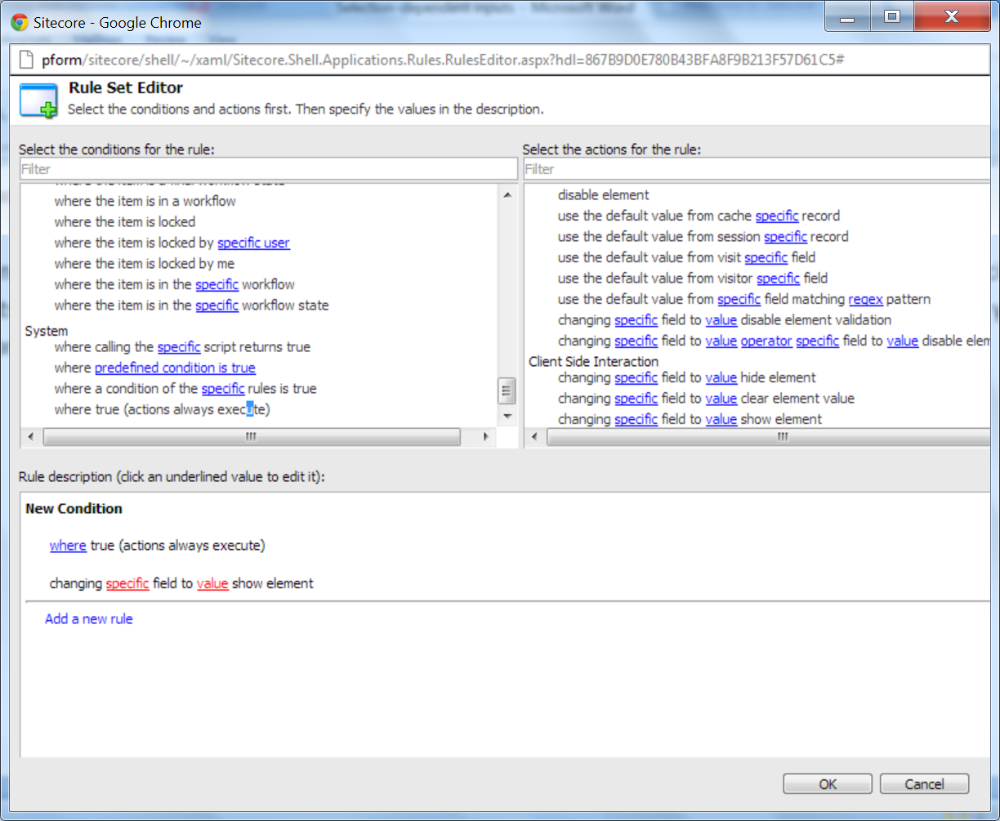 Selection-dependent inputs - Microsoft Word
Sitecore - Google Chrome
pform/sitecore/shell/~/xaml/Sitecore.Shell.Applications.Rules.RulesEditor.aspx?hdl=867B9D0E780B43BFA8F9B213F57D61C5#
Rule Set Editor
Select the conditions and actions first. Then specify the values in the description.
Select the conditions for the rule:
Filter
where the item is a final workflow state
where the item is in a workflow
where the item is locked
where the item is locked by specific user
where the item is locked by me
where the item is in the specific workflow
where the item is in the specific workflow state
System
where calling the specific script returns true
where predefined condition is true
where a condition of the specific rules is true
where true (actions always execute)
Select the actions for the rule:
Filter
disable element
use the default value from cache specific record
use the default value from session specific record
use the default value from visit specific field
use the default value from visitor specific field
use the default value from specific field matching regex pattern
changing specific field to value disable element validation
changing specific field to value operator specific field to value disable elem
Client Side Interaction
changing specific field to value hide element
changing specific field to value clear element value
changing specific field to value show element
Rule description (click an underlined value to edit it):
New Condition
where true (actions always execute)
changing specific field to value show element
Add a new rule
OK
Cancel